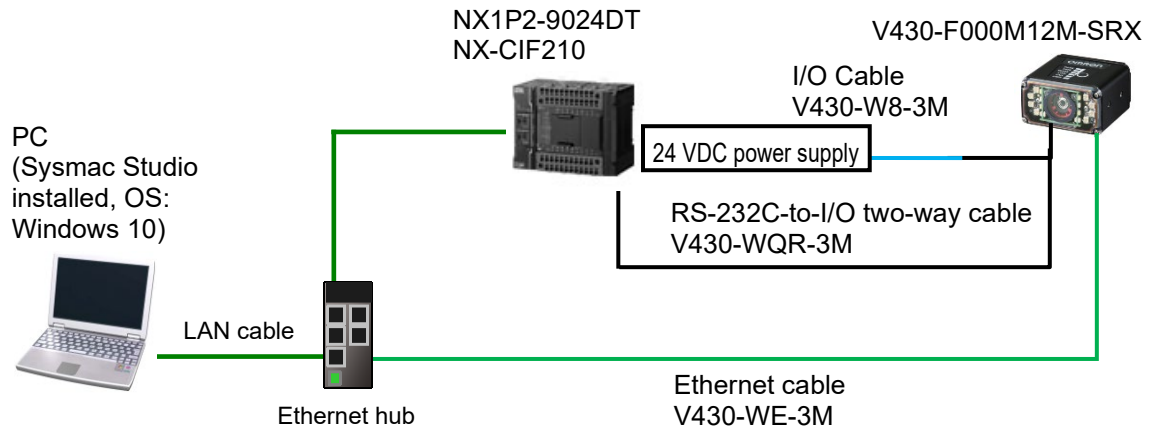 NX1P2-9024DT
NX-CIF210
V430-F000M12M-SRX
I/O Cable
V430-W8-3M
PC
(Sysmac Studio
installed, OS:
Windows 10)
24 VDC power supply
RS-232C-to-I/O two-way cable
V430-WQR-3M
LAN cable
Ethernet hub
Ethernet cable
V430-WE-3M
omron